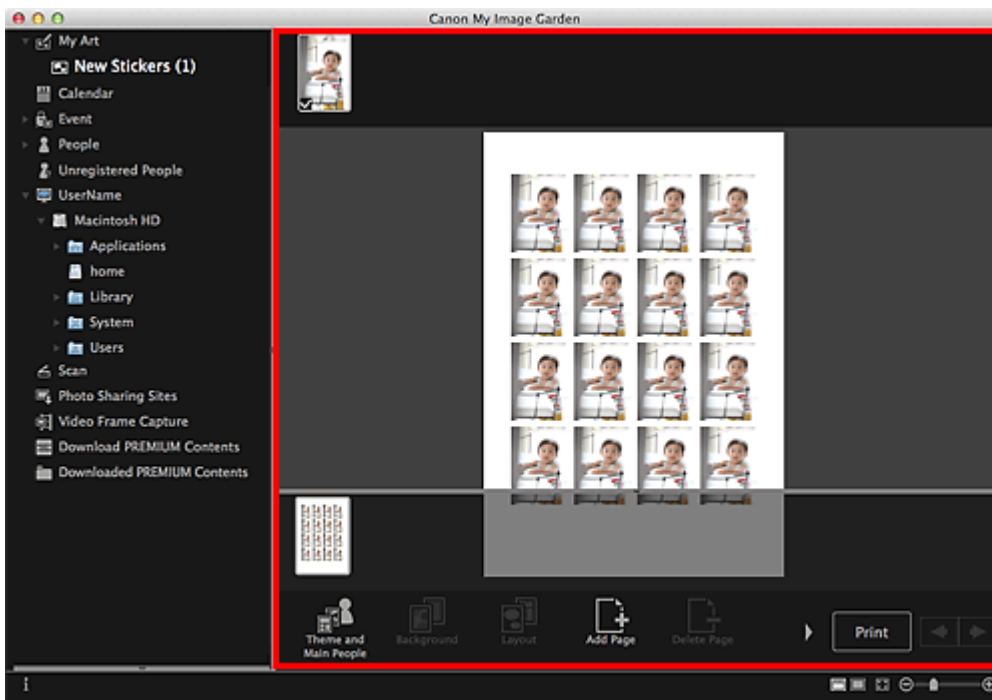 Canon My Image Garden
My Art
New Stickers (1)
Calendar
Event
People
Unregistered People
UserName
Macintosh HD
Applications
home
Library
System
Users
Scan
Photo Sharing Sites
Video Frame Capture
Download PREMIUM Contents
Downloaded PREMIUM Contents
Theme and
Main People
Background
Layout
Add Page
Delete Page
Print